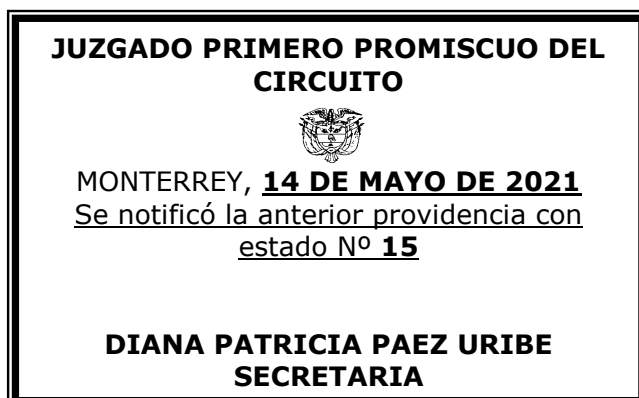 JUZGADO PRIMERO PROMISCUO DEL
CIRCUITO
MONTERREY, 14 DE MAYO DE 2021
Se notificó la anterior providencia con
estado Nº 15
DIANA PATRICIA PAEZ URIBE
SECRETARIA